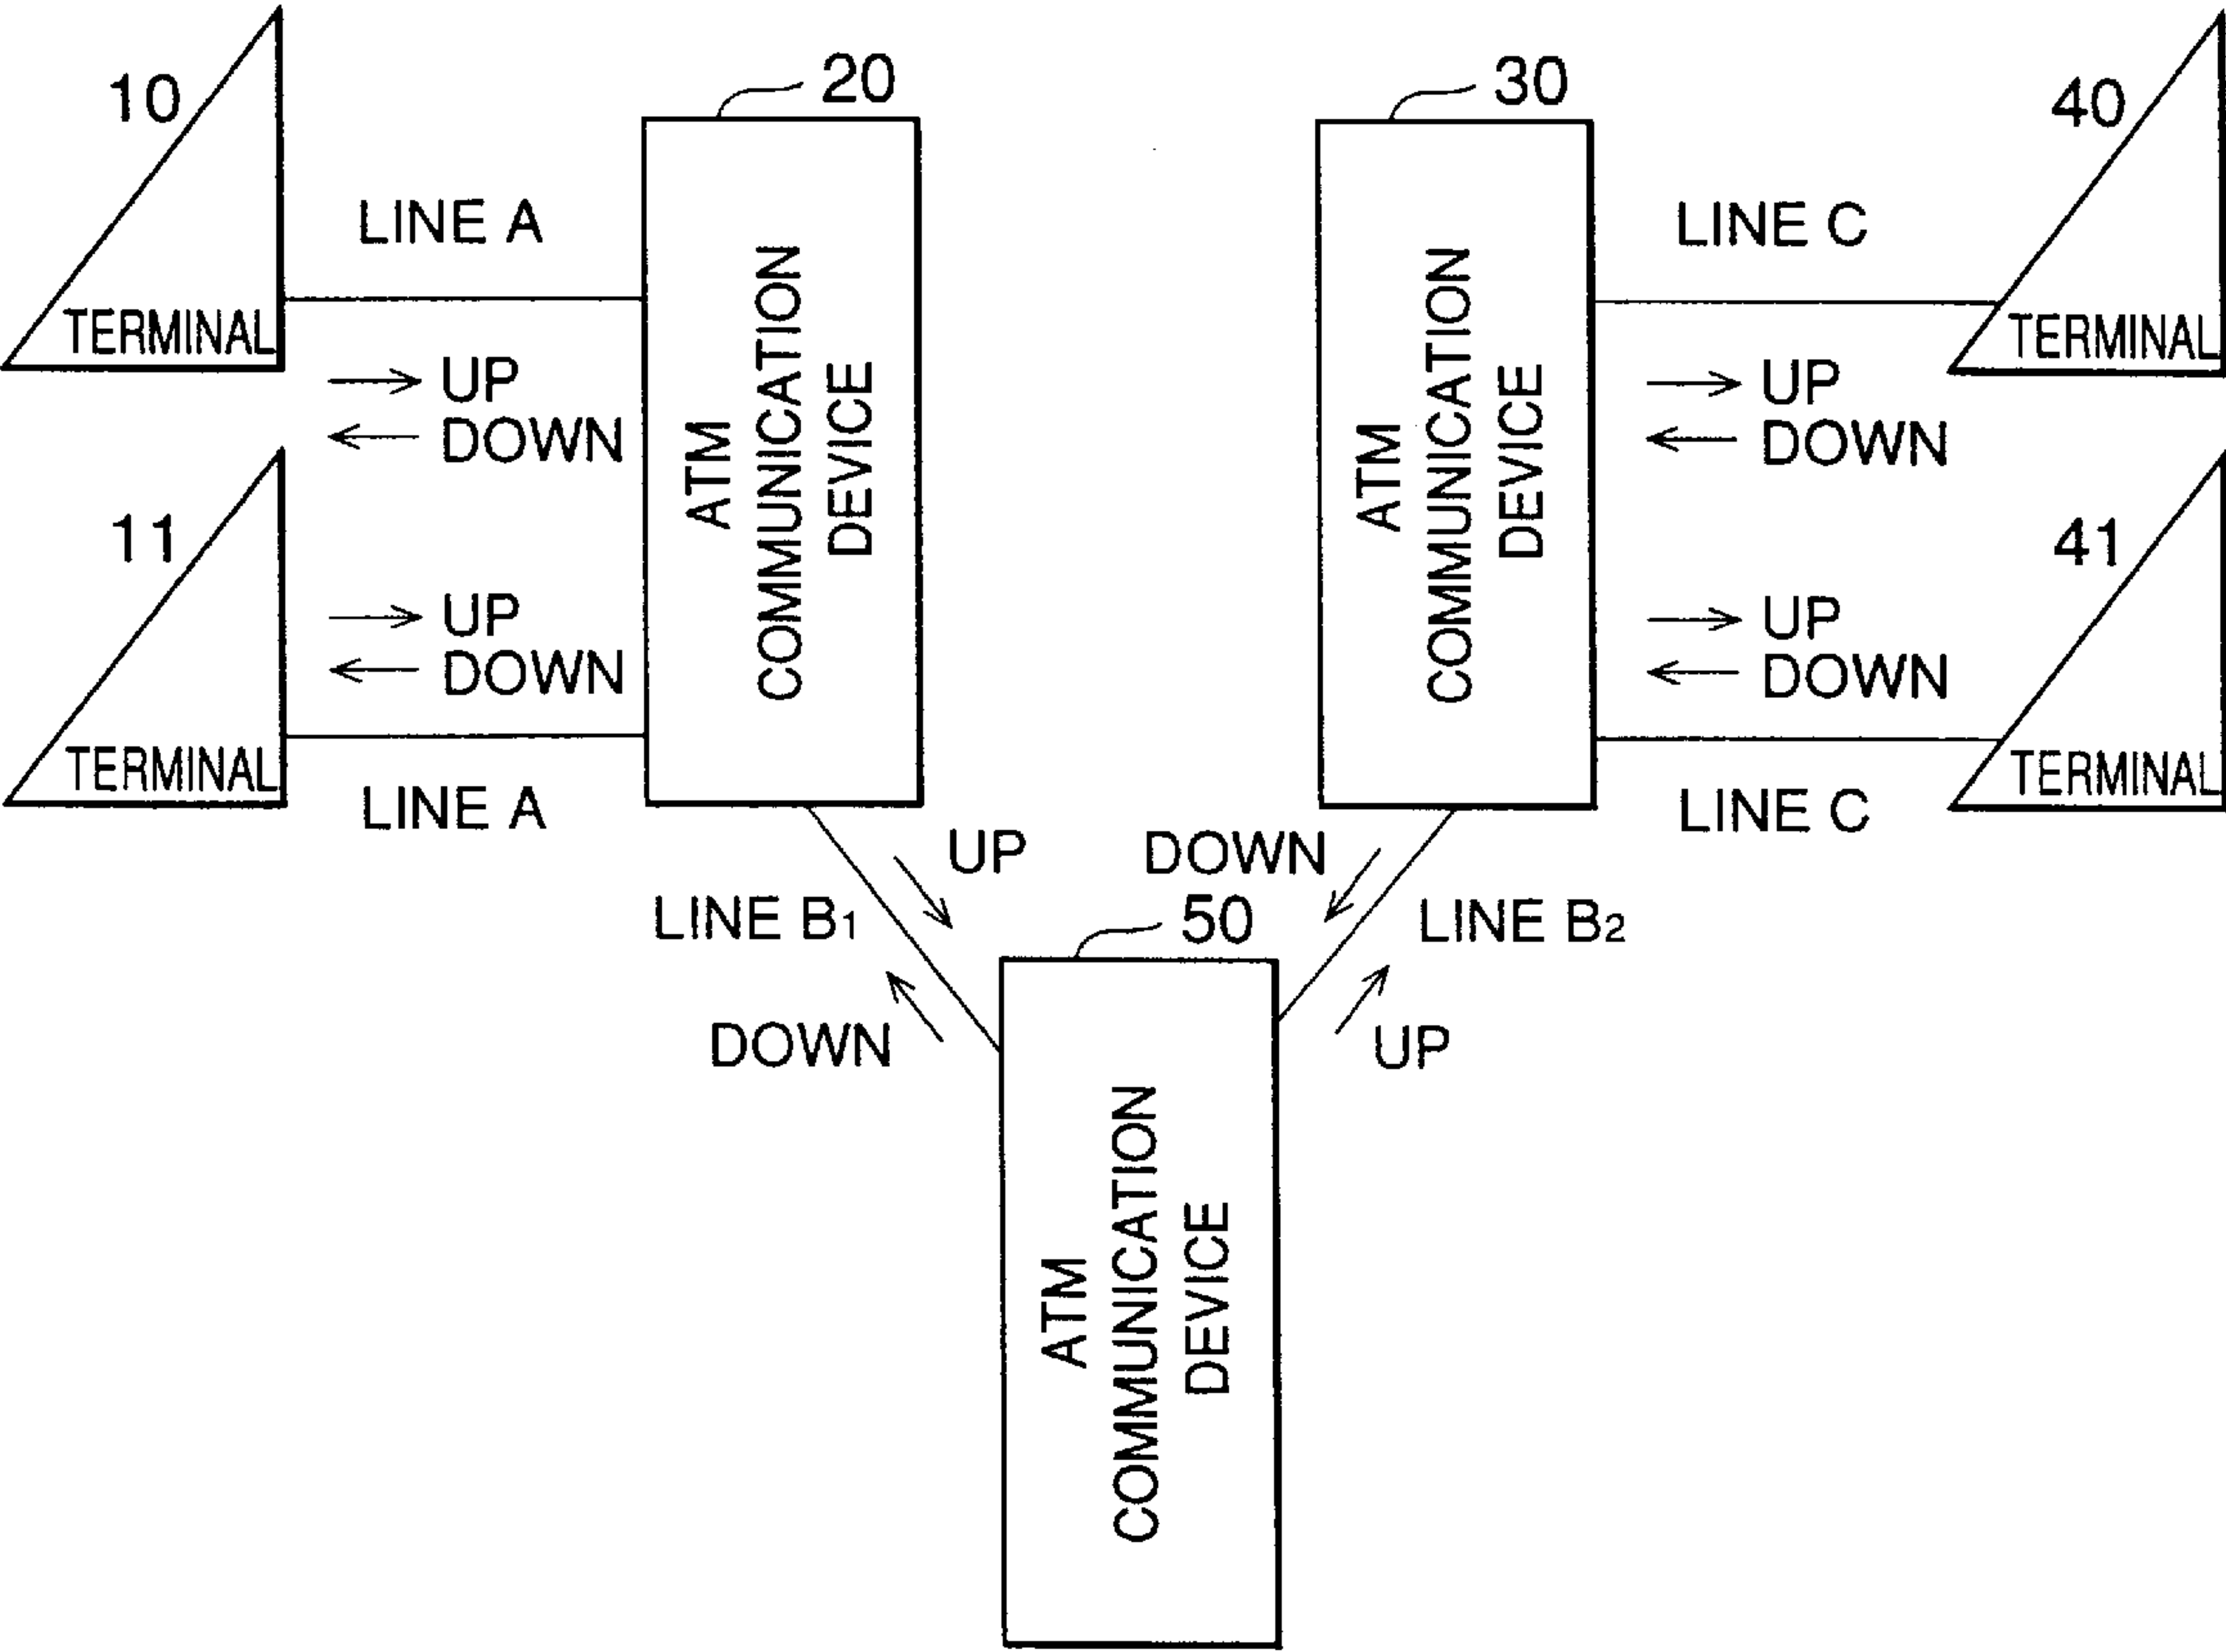 10
20
30
40
LINE A
LINE C
TERMINAL
ATM
COMMUNICATION
DEVICE
ATM
COMMUNICATION
DEVICE
TERMINAL
UP
DOWN
UP
DOWN
11
41
UP
DOWN
UP
DOWN
TERMINAL
TERMINAL
LINE A
LINE C
UP
DOWN
LINE B1
50
LINE B2
DOWN
UP
ATM
COMMUNICATION
DEVICE